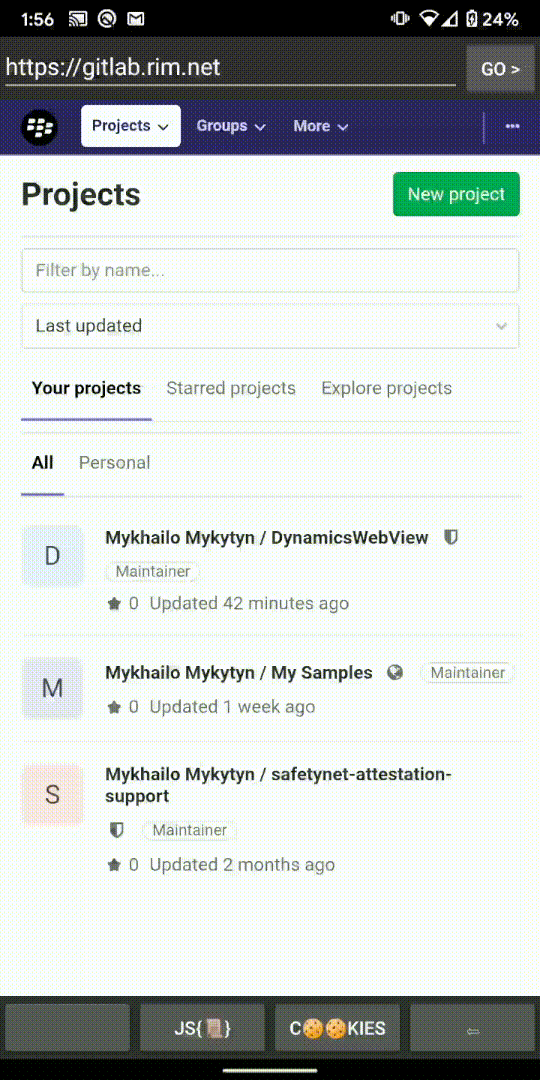 1:56 24%
https://gitlab.rim.net GO >
Projects Groups More
Projects New project
Filter by name...
Last updated
Your projects Starred projects Explore projects
All Personal
D Mykhailo Mykytyn / DynamicsWebView
Maintainer
0 Updated 42 minutes ago
M Mykhailo Mykytyn / My Samples Maintainer
0 Updated 1 week ago
S Mykhailo Mykytyn / safetynet-attestation-
support
Maintainer
0 Updated 2 months ago
JS{📜} C🍪🍪KIES ⇦